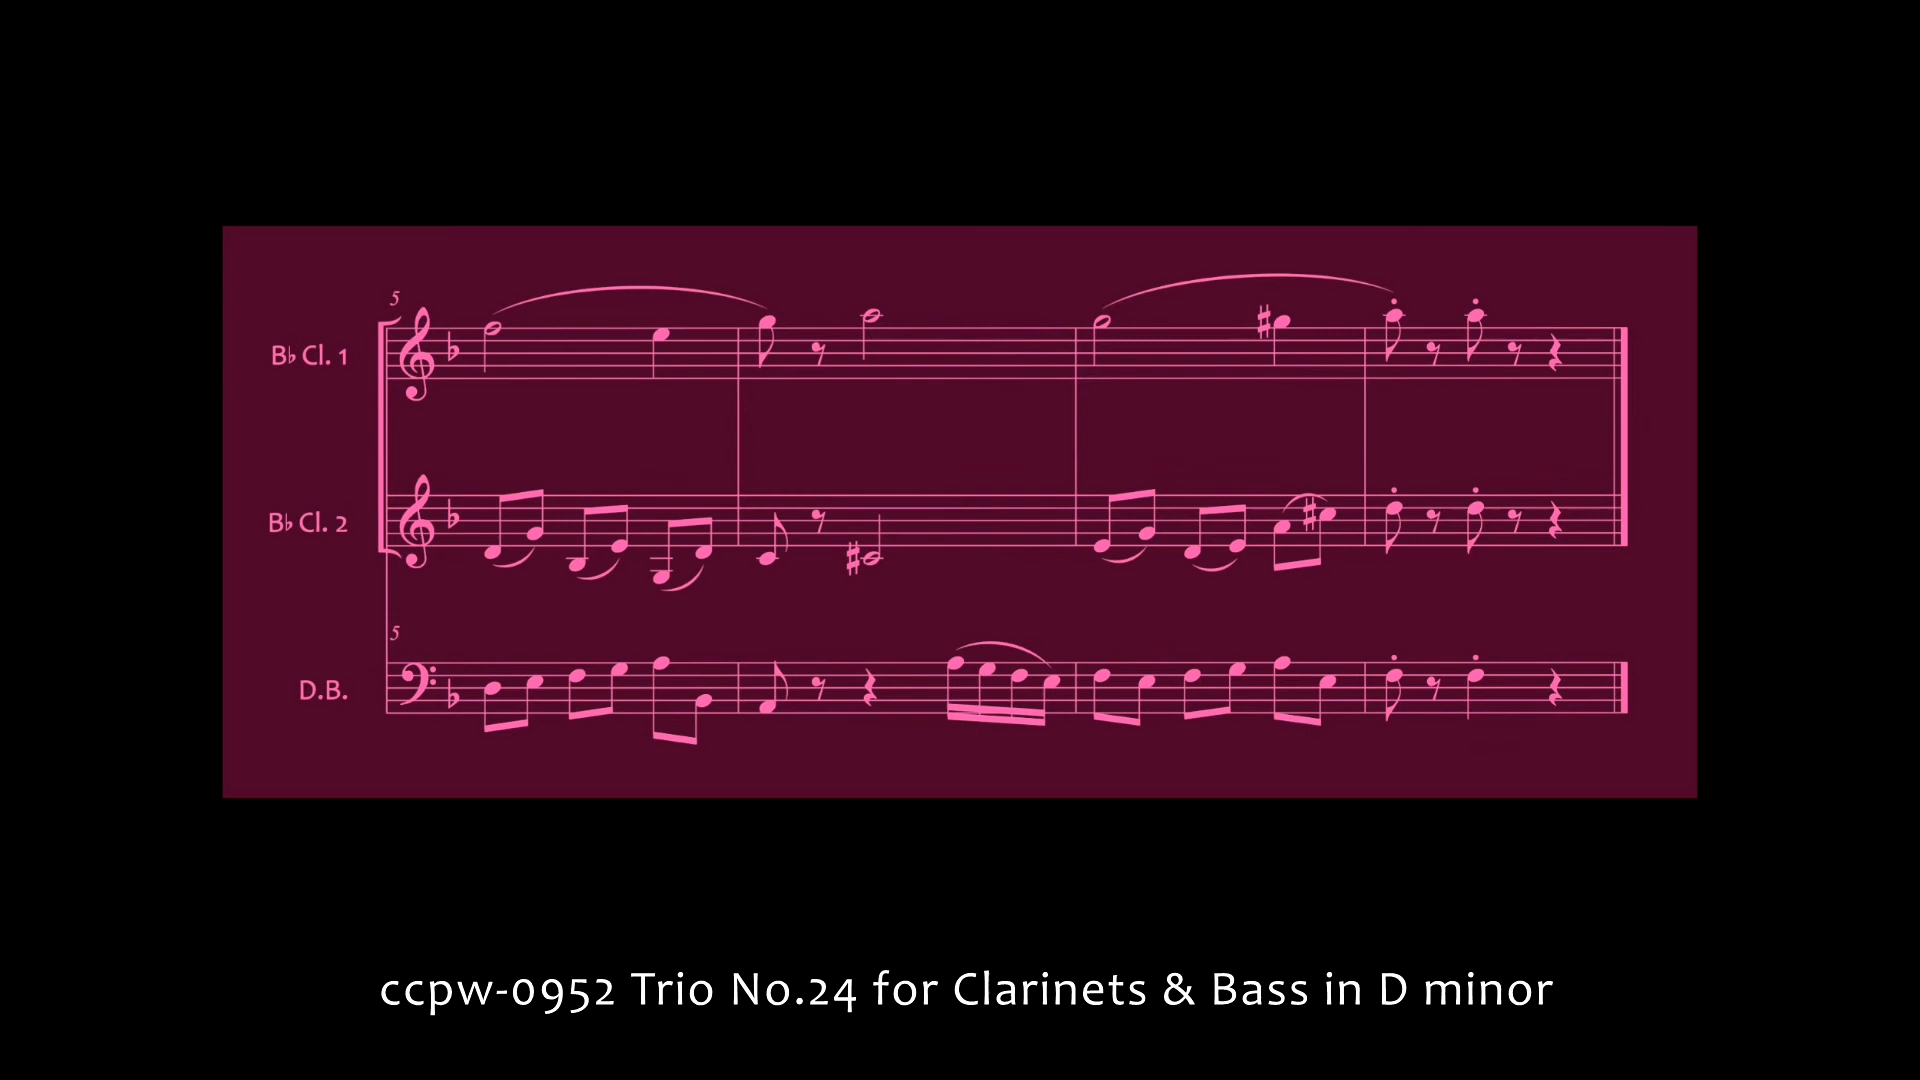 5
B♭ Cl. 1
B♭ Cl. 2
5
D.B.
ccpw-0952 Trio No.24 for Clarinets & Bass in D minor